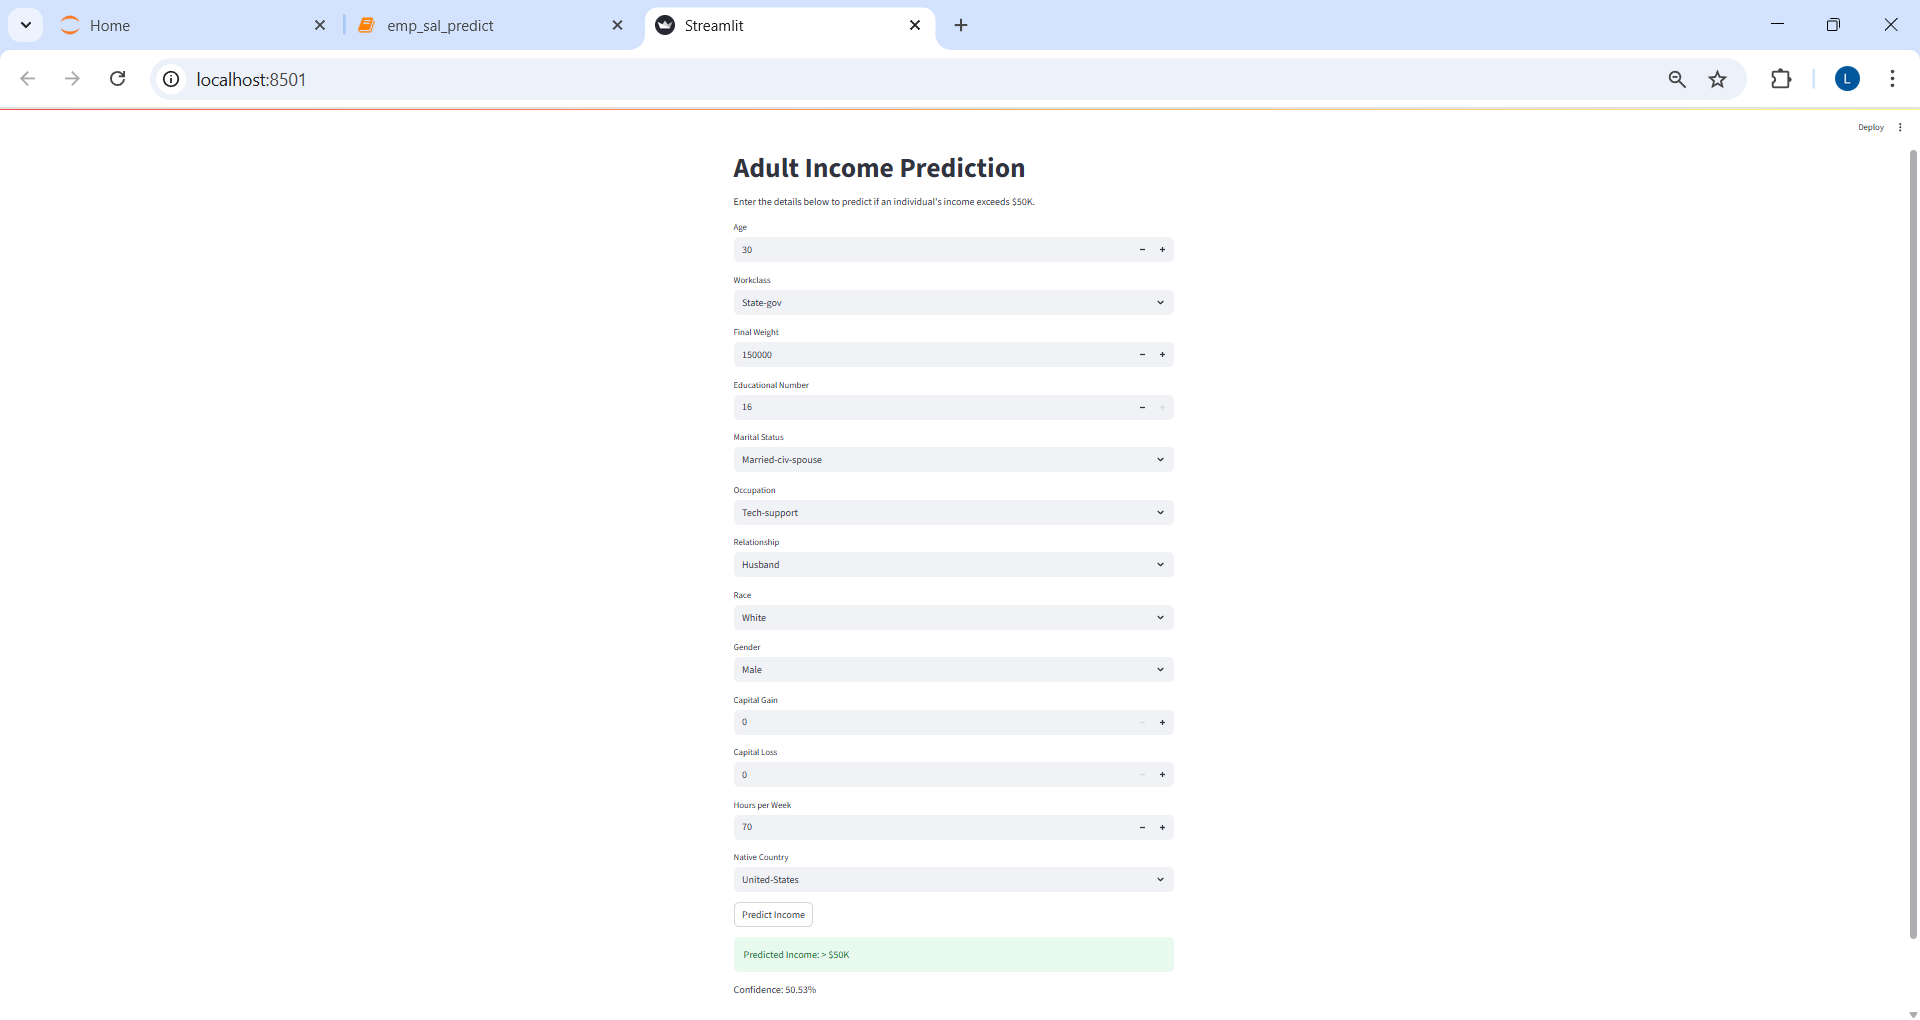 Home
emp_sal_predict
Streamlit
localhost:8501
L
Deploy
Adult Income Prediction
Enter the details below to predict if an individual's income exceeds $50K.
Age
30
Workclass
State-gov
Final Weight
150000
Educational Number
16
Marital Status
Married-civ-spouse
Occupation
Tech-support
Relationship
Husband
Race
White
Gender
Male
Capital Gain
0
Capital Loss
0
Hours per Week
70
Native Country
United-States
Predict Income
Predicted Income: > $50K
Confidence: 50.53%